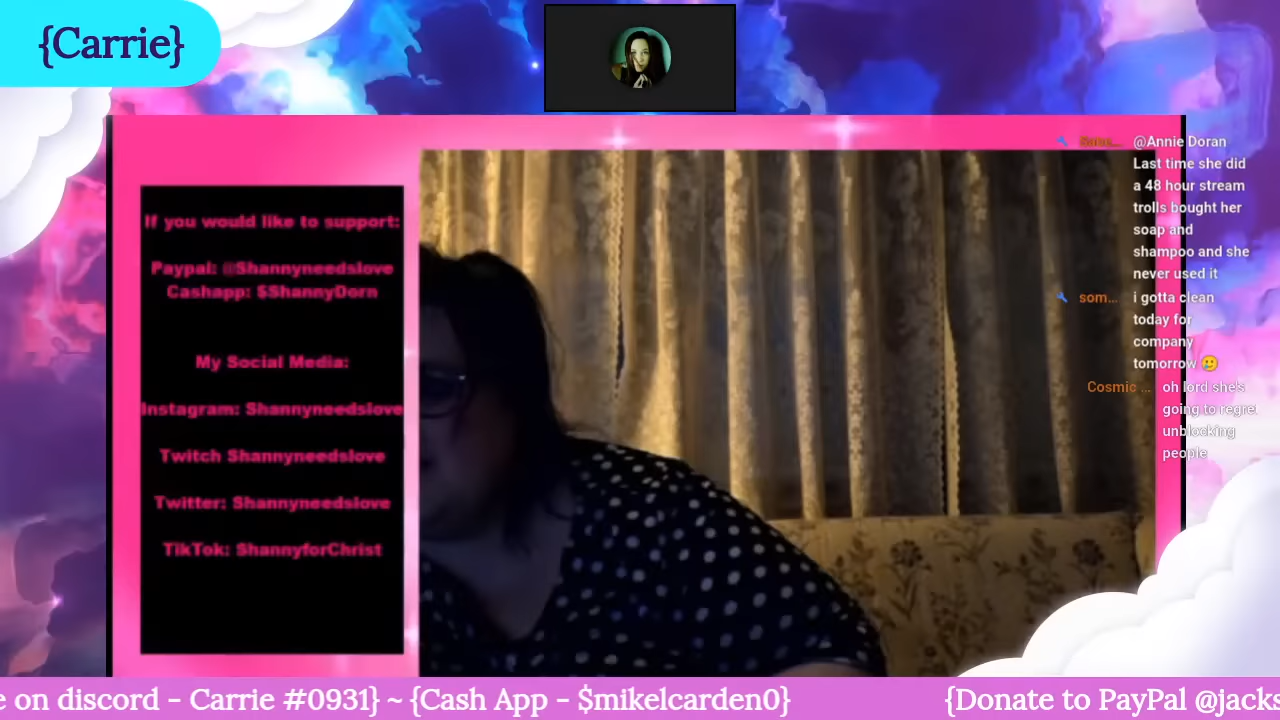 {Carrie}
If you would like to support:
Paypal: @Shannyneedslove
Cashapp: $ShannyDorn
My Social Media:
Instagram: Shannyneedslove
Twitch Shannyneedslove
Twitter: Shannyneedslove
TikTok: ShannyforChrist
@Annie Doran
Last time she did
a 48 hour stream
trolls bought her
soap and
shampoo and she
never used it
som... i gotta clean
today for
company
tomorrow 🥲
Cosmic ... oh lord she's
going to regret
unblocking
people
e on discord - Carrie #0931} ~ {Cash App - $mikelcarden0} {Donate to PayPal @jacks